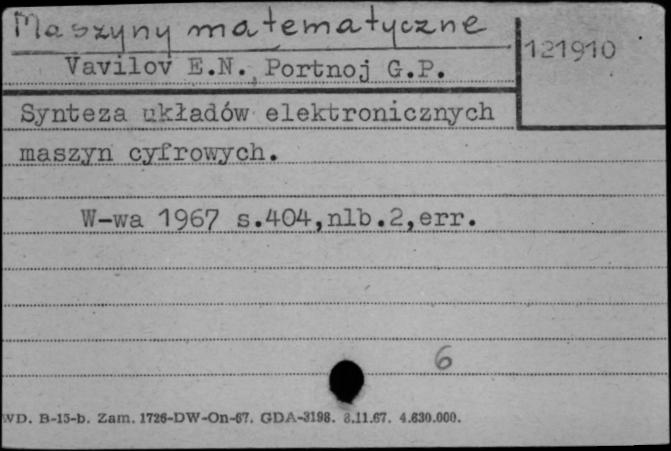 Maszyny matematyczne
121910
Vavilov E.N., Portnoj G.P.
Synteza układów elektronicznych
maszyn cyfrowych.
W-wa 1967 s.404,nlb.2,err.
6
WD. B-15-b. Zam. 1726-DW-On-67. GDA-3198. 8.11.67. 4.630.000.